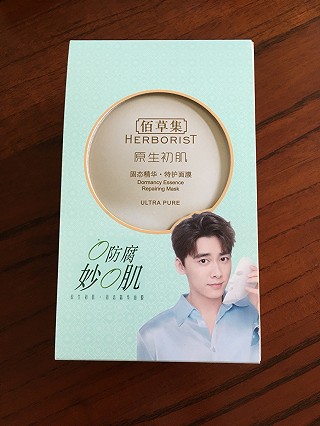 佰草集
HERBORIST
原生初肌
固态精华·特护面膜
Dormancy Essence
Repairing Mask
ULTRA PURE
0防腐
妙0肌